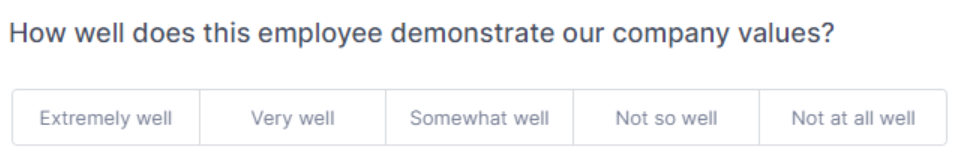 How well does this employee demonstrate our company values?
Extremely well Very well Somewhat well Not so well Not at all well